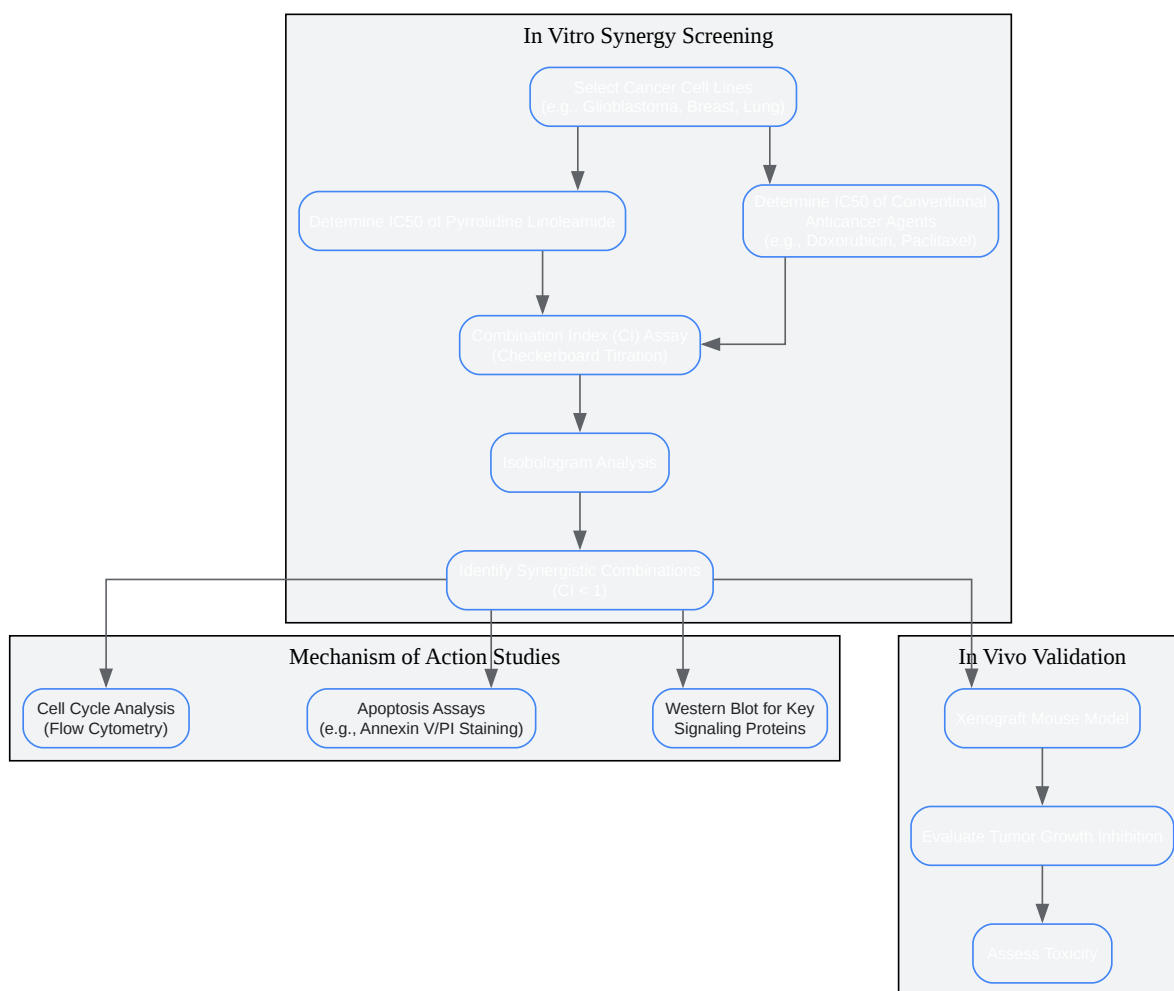 In Vitro Synergy Screening
Select Cancer Cell Lines
(e.g., Glioblastoma, Breast, Lung)
Determine IC50 of Pyrrolidine Linoleamide
Determine IC50 of Conventional
Anticancer Agents
(e.g., Doxorubicin, Paclitaxel)
Combination Index (CI) Assay
(Checkerboard Titration)
Isobologram Analysis
Identify Synergistic Combinations
(CI < 1)
Mechanism of Action Studies
Cell Cycle Analysis
(Flow Cytometry)
Apoptosis Assays
(e.g., Annexin V/PI Staining)
Western Blot for Key
Signaling Proteins
In Vivo Validation
Xenograft Mouse Model
Evaluate Tumor Growth Inhibition
Assess Toxicity